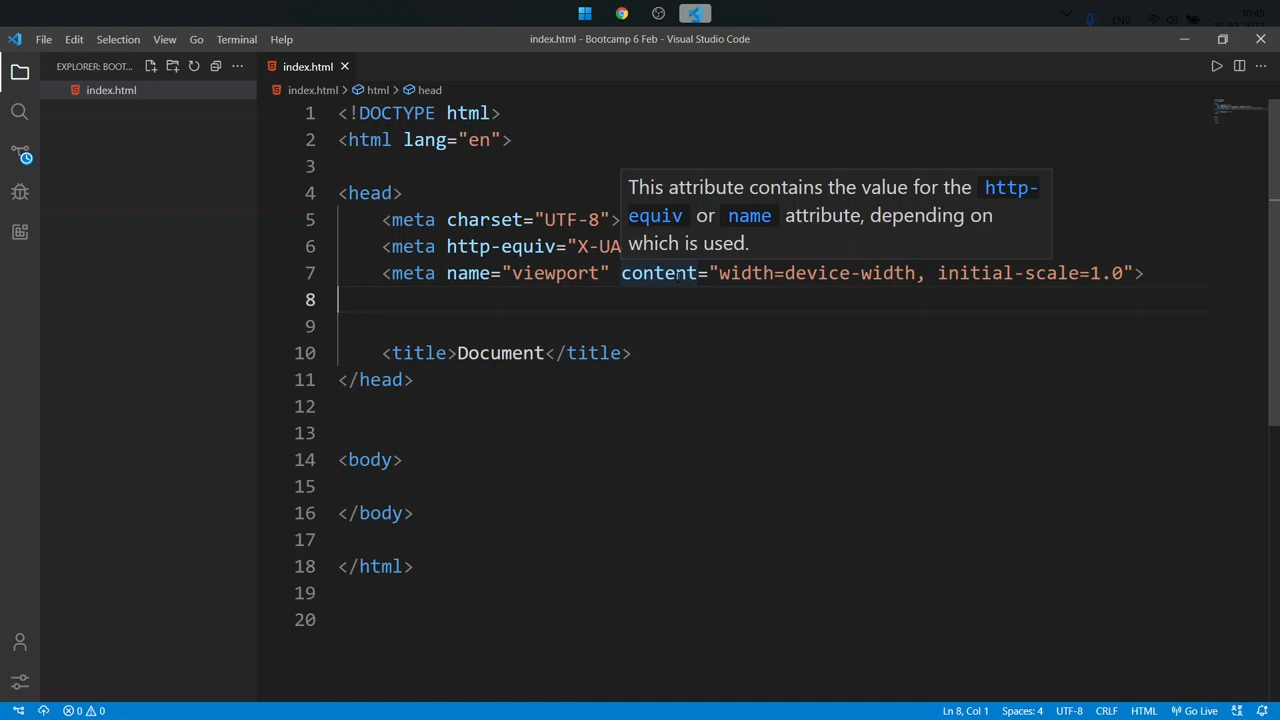 ENG
10:45
File Edit Selection View Go Terminal Help
index.html - Bootcamp 6 Feb - Visual Studio Code
EXPLORER: BOOT...
index.html
index.html
index.html > html > head
1 <!DOCTYPE html>
2 <html lang="en">
3
4 <head>
5 <meta charset="UTF-8">
6 <meta http-equiv="X-UA
7 <meta name="viewport" content="width=device-width, initial-scale=1.0">
This attribute contains the value for the http-
equiv or name attribute, depending on
which is used.
8
9
10 <title>Document</title>
11 </head>
12
13
14 <body>
15
16 </body>
17
18 </html>
19
20
0 0
Ln 8, Col 1 Spaces: 4 UTF-8 CRLF HTML Go Live